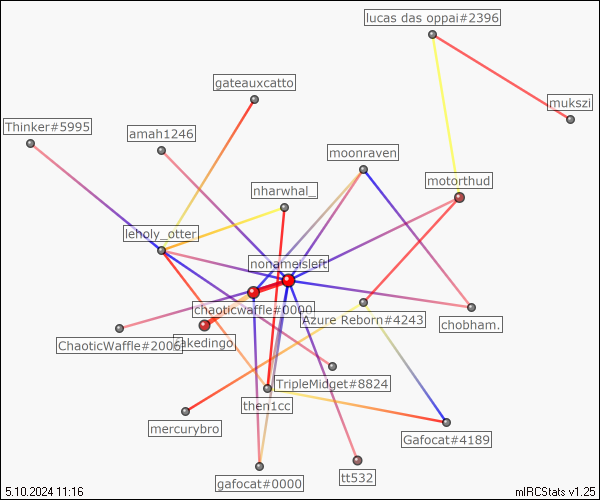 lucas das oppai#2396
gateauxcatto
mukszi
Thinker#5995
amah1246
moonraven
motorthud
nharwhal_
leholy_otter
nonameisleft
chaoticwaffle#0000
Azure Reborn#4243
chobham.
ChaoticWaffle#2006
fakedingo
TripleMidget#8824
then1cc
mercurybro
Gafocat#4189
gafocat#0000
tt532
5.10.2024 11:16
mIRCStats v1.25